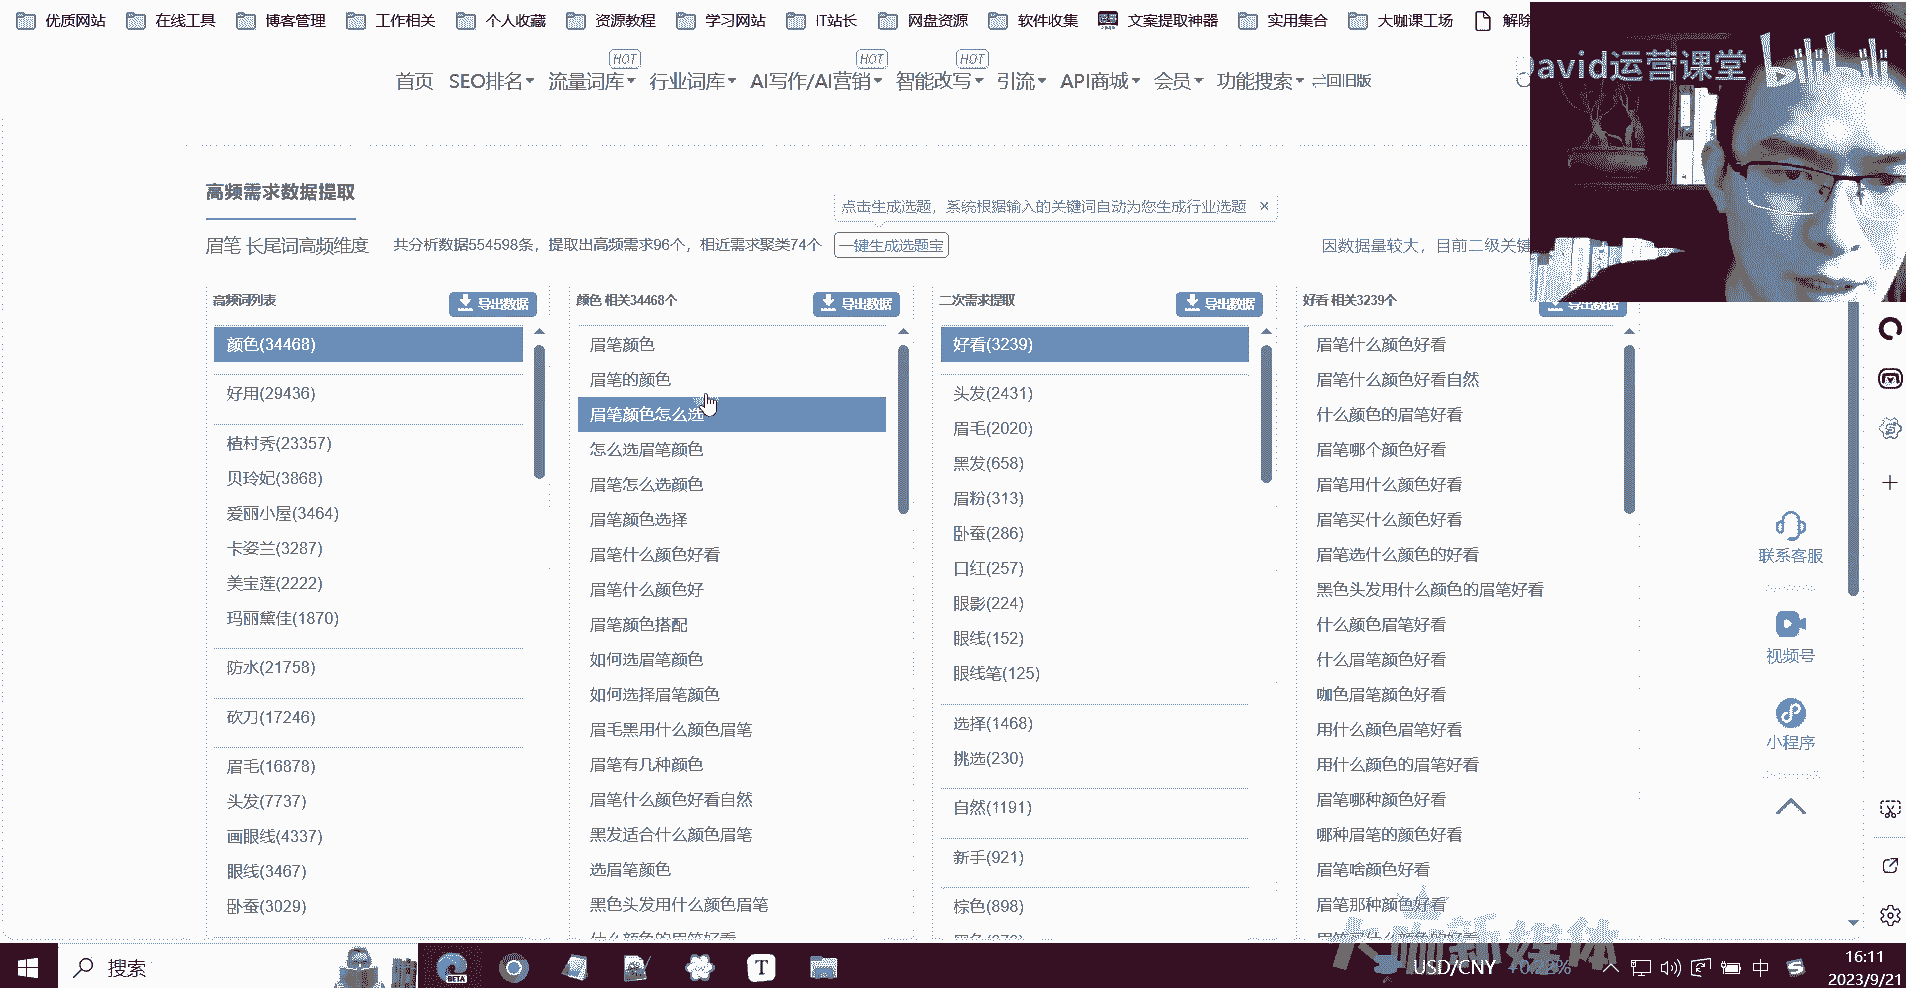 优质网站 在线工具 博客管理 工作相关 个人收藏 资源教程 学习网站 IT站长 网盘资源 软件收集 文案提取神器 实用集合 大咖课工场 解除
HOT HOT HOT
首页 SEO排名 流量词库 行业词库 AI写作/AI营销 智能改写 引流 API商城 会员 功能搜索 回旧版
David运营课堂
高频需求数据提取
点击生成选题，系统根据输入的关键词自动为您生成行业选题 ×
眉笔 长尾词高频维度 共分析数据554598条，提取出高频需求96个，相近需求聚类74个 一键生成选题宝 因数据量较大，目前二级关键
高频词列表 导出数据
颜色(34468)
好用(29436)
植村秀(23357)
贝玲妃(3868)
爱丽小屋(3464)
卡姿兰(3287)
美宝莲(2222)
玛丽黛佳(1870)
防水(21758)
砍刀(17246)
眉毛(16878)
头发(7737)
画眼线(4337)
眼线(3467)
卧蚕(3029)
颜色 相关34468个 导出数据
眉笔颜色
眉笔的颜色
眉笔颜色怎么选
怎么选眉笔颜色
眉笔怎么选颜色
眉笔颜色选择
眉笔什么颜色好看
眉笔什么颜色好
眉笔颜色搭配
如何选眉笔颜色
如何选择眉笔颜色
眉毛黑用什么颜色眉笔
眉笔有几种颜色
眉笔什么颜色好看自然
黑发适合什么颜色眉笔
选眉笔颜色
黑色头发用什么颜色眉笔
什么颜色的眉笔好看
二次需求提取 导出数据
好看(3239)
头发(2431)
眉毛(2020)
黑发(658)
眉粉(313)
卧蚕(286)
口红(257)
眼影(224)
眼线(152)
眼线笔(125)
选择(1468)
挑选(230)
自然(1191)
新手(921)
棕色(898)
好看 相关3239个 导出数据
眉笔什么颜色好看
眉笔什么颜色好看自然
什么颜色的眉笔好看
眉笔哪个颜色好看
眉笔用什么颜色好看
眉笔买什么颜色好看
眉笔选什么颜色的好看
黑色头发用什么颜色的眉笔好看
什么颜色眉笔好看
什么眉笔颜色好看
咖色眉笔颜色好看
用什么颜色眉笔好看
用什么颜色的眉笔好看
眉笔哪种颜色好看
哪种眉笔的颜色好看
眉笔啥颜色好看
眉笔那种颜色好看
联系客服
视频号
小程序
大咖新媒体
搜索
BETA
T
USD/CNY
中
16:11
2023/9/21